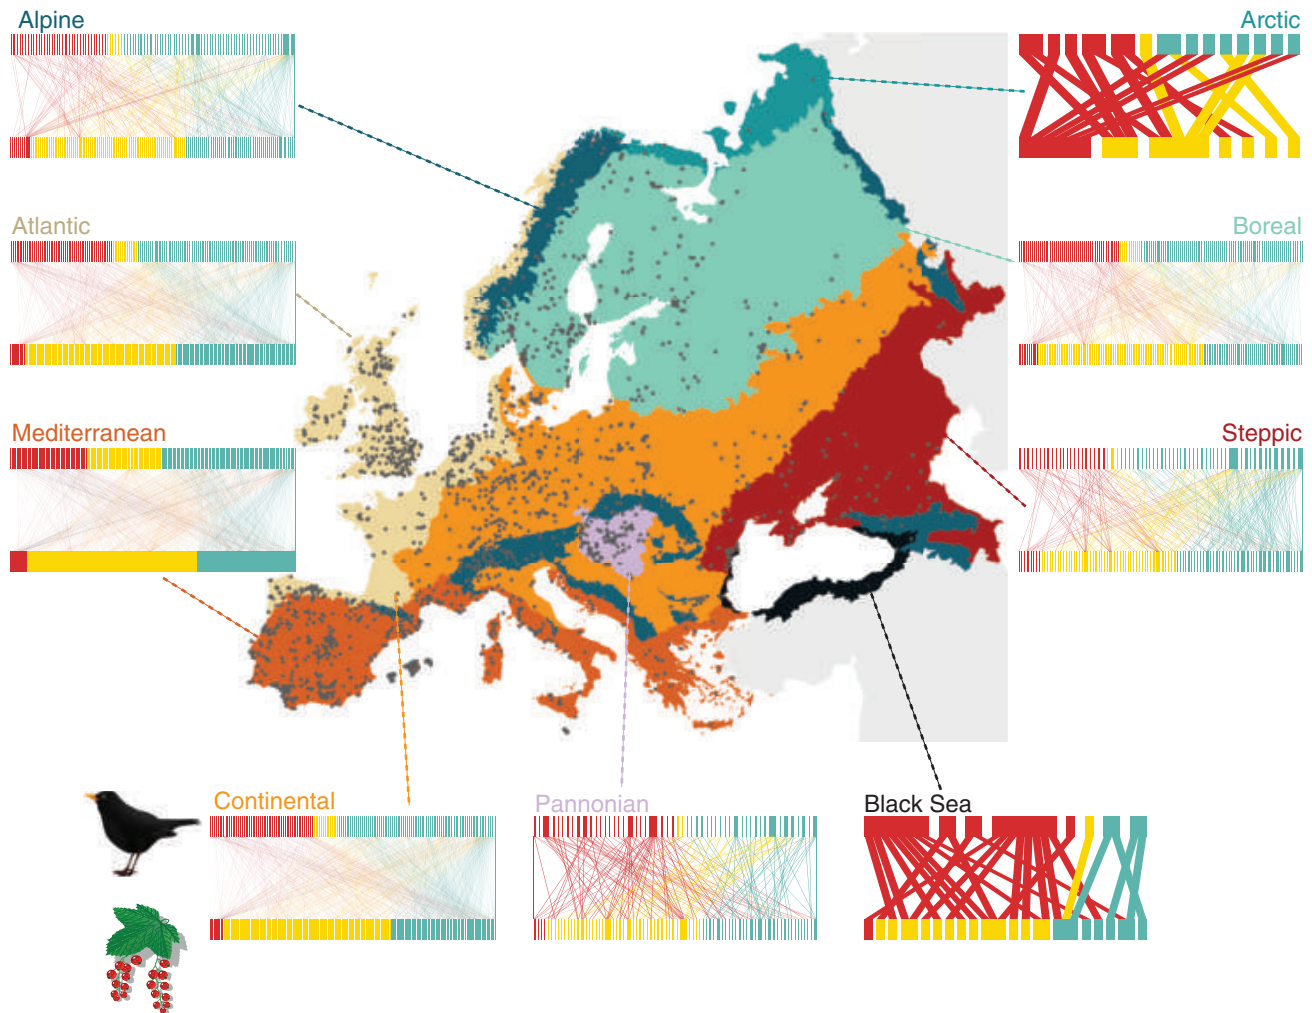 Alpine
Arctic
Atlantic
Boreal
Mediterranean
Steppic
Continental
Pannonian
Black Sea